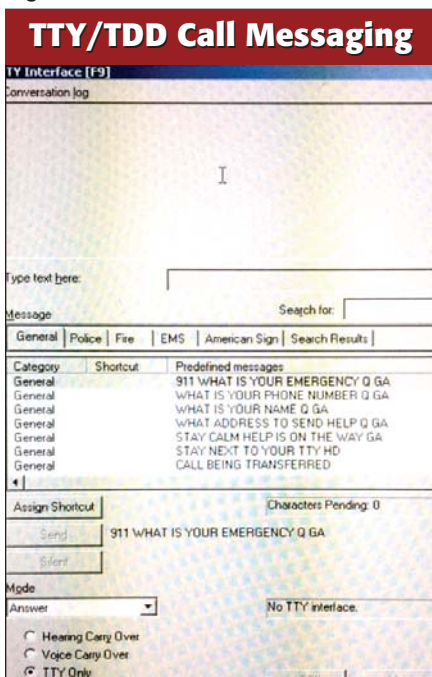 TTY/TDD Call Messaging
TY Interface [F9]
Conversation log
Type text here:
Message Search for:
General Police Fire EMS American Sign Search Results
Category Shortcut Predefined messages
General 911 WHAT IS YOUR EMERGENCY Q GA
General WHAT IS YOUR PHONE NUMBER Q GA
General WHAT IS YOUR NAME Q GA
General WHAT ADDRESS TO SEND HELP Q GA
General STAY CALM HELP IS ON THE WAY GA
General STAY NEXT TO YOUR TTY HD
General CALL BEING TRANSFERRED
Assign Shortcut Characters Pending: 0
Send 911 WHAT IS YOUR EMERGENCY Q GA
Silent
Mode
Answer No TTY interface.
Hearing Carry Over
Voice Carry Over
TTY Only